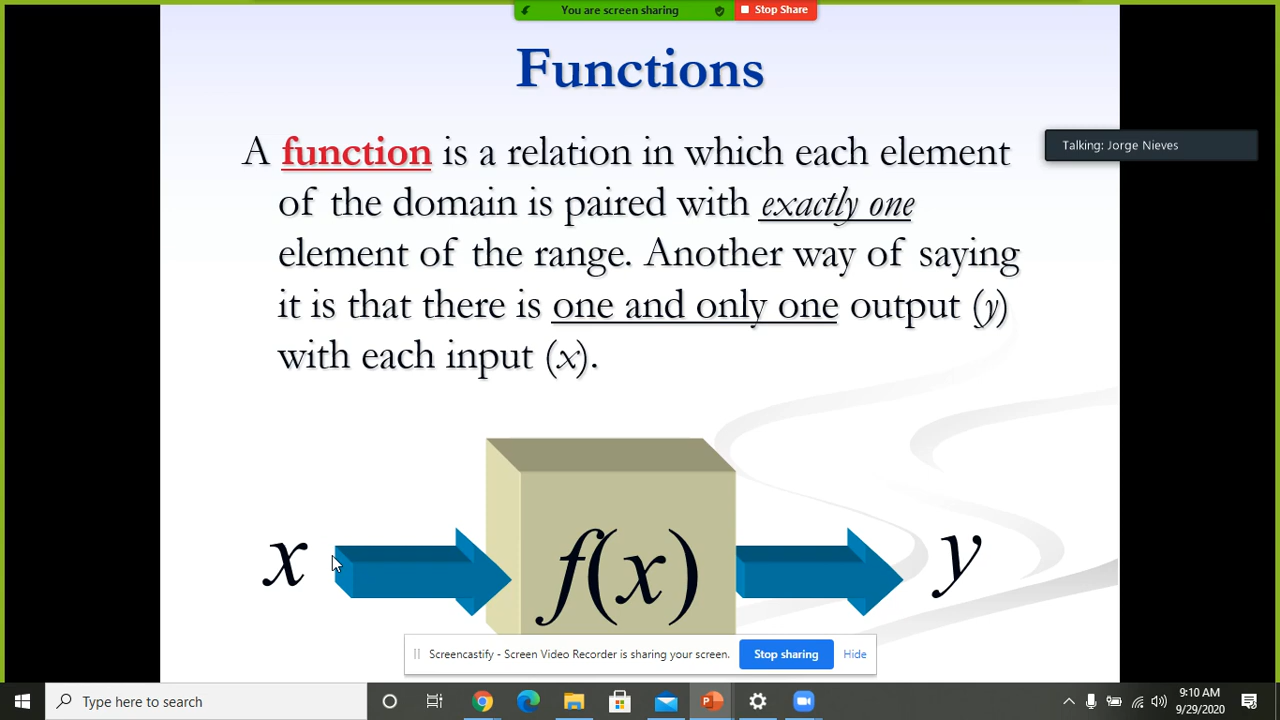 You are screen sharing
Stop Share
Functions
Talking: Jorge Nieves
A function is a relation in which each element
of the domain is paired with exactly one
element of the range. Another way of saying
it is that there is one and only one output (y)
with each input (x).
x
f(x)
y
Screencastify - Screen Video Recorder is sharing your screen.
Stop sharing
Hide
Type here to search
9:10 AM
9/29/2020